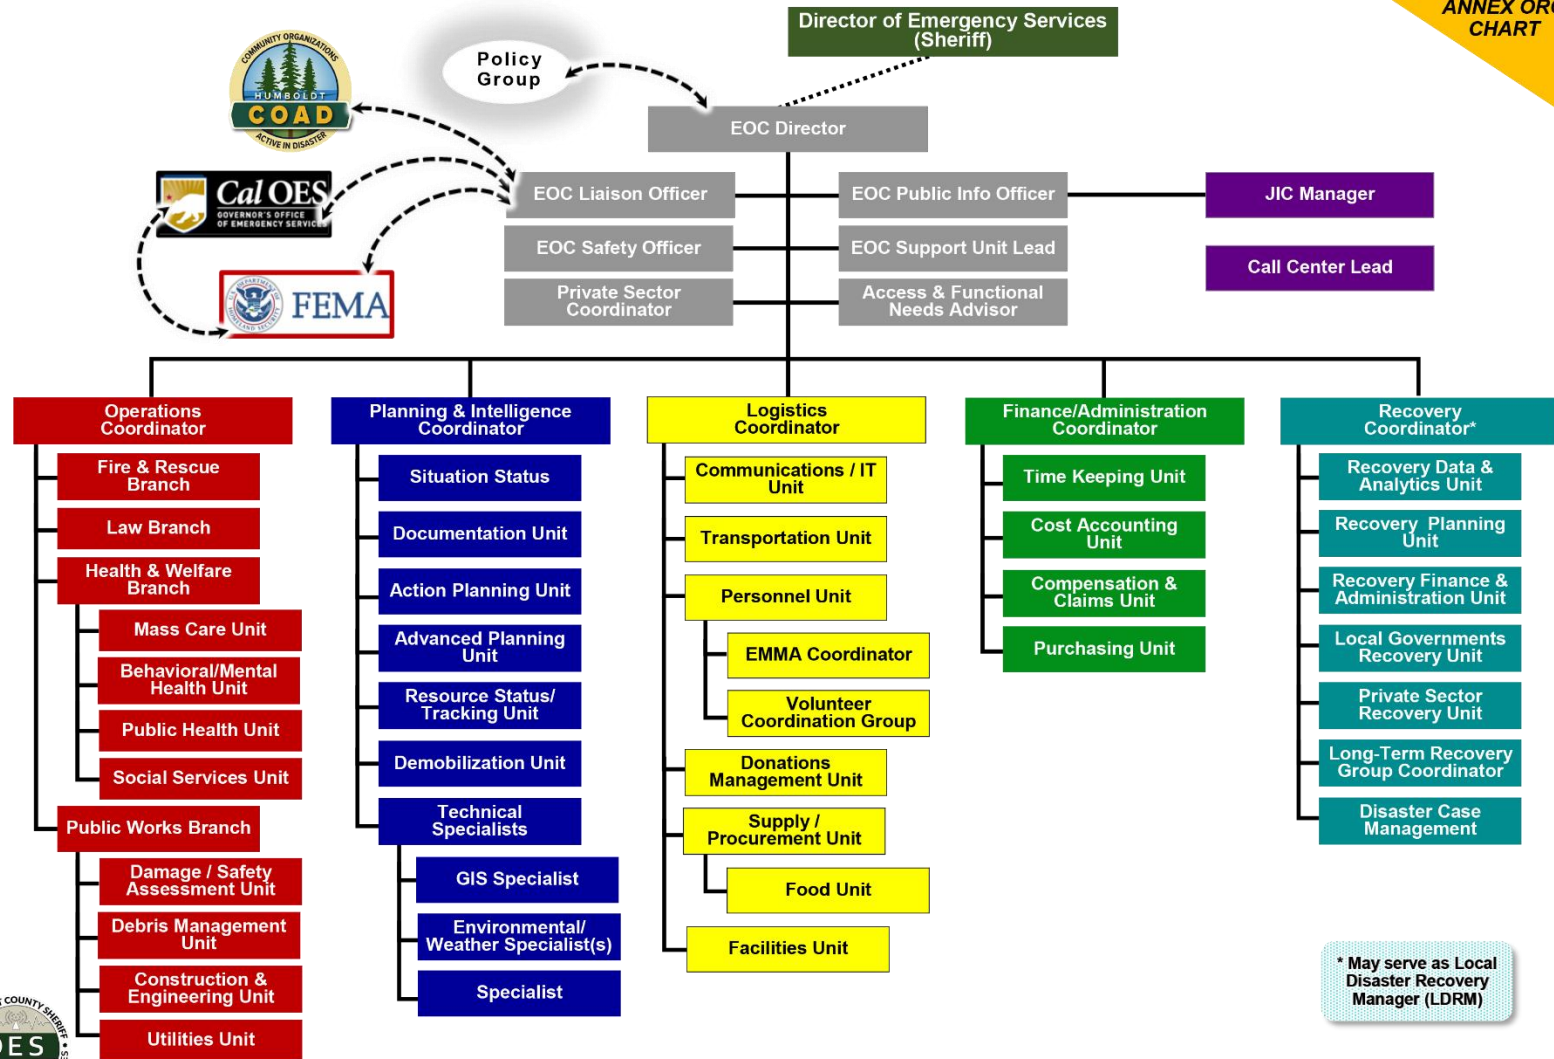 ANNEX ORG
CHART
Director of Emergency Services
(Sheriff)
Policy
Group
COMMUNITY ORGANIZATIONS
HUMBOLDT
COAD
ACTIVE IN DISASTER
EOC Director
Cal OES
GOVERNOR'S OFFICE
OF EMERGENCY SERVICES
EOC Liaison Officer
EOC Public Info Officer
JIC Manager
EOC Safety Officer
EOC Support Unit Lead
Call Center Lead
U.S. DEPARTMENT OF
HOMELAND SECURITY
FEMA
Private Sector
Coordinator
Access & Functional
Needs Advisor
Operations
Coordinator
Fire & Rescue
Branch
Law Branch
Health & Welfare
Branch
Mass Care Unit
Behavioral/Mental
Health Unit
Public Health Unit
Social Services Unit
Public Works Branch
Damage / Safety
Assessment Unit
Debris Management
Unit
Construction &
Engineering Unit
Utilities Unit
Planning & Intelligence
Coordinator
Situation Status
Documentation Unit
Action Planning Unit
Advanced Planning
Unit
Resource Status/
Tracking Unit
Demobilization Unit
Technical
Specialists
GIS Specialist
Environmental/
Weather Specialist(s)
Specialist
Logistics
Coordinator
Communications / IT
Unit
Transportation Unit
Personnel Unit
EMMA Coordinator
Volunteer
Coordination Group
Donations
Management Unit
Supply /
Procurement Unit
Food Unit
Facilities Unit
Finance/Administration
Coordinator
Time Keeping Unit
Cost Accounting
Unit
Compensation &
Claims Unit
Purchasing Unit
Recovery
Coordinator*
Recovery Data &
Analytics Unit
Recovery Planning
Unit
Recovery Finance &
Administration Unit
Local Governments
Recovery Unit
Private Sector
Recovery Unit
Long-Term Recovery
Group Coordinator
Disaster Case
Management
* May serve as Local
Disaster Recovery
Manager (LDRM)
COUNTY SHERIFF
OES